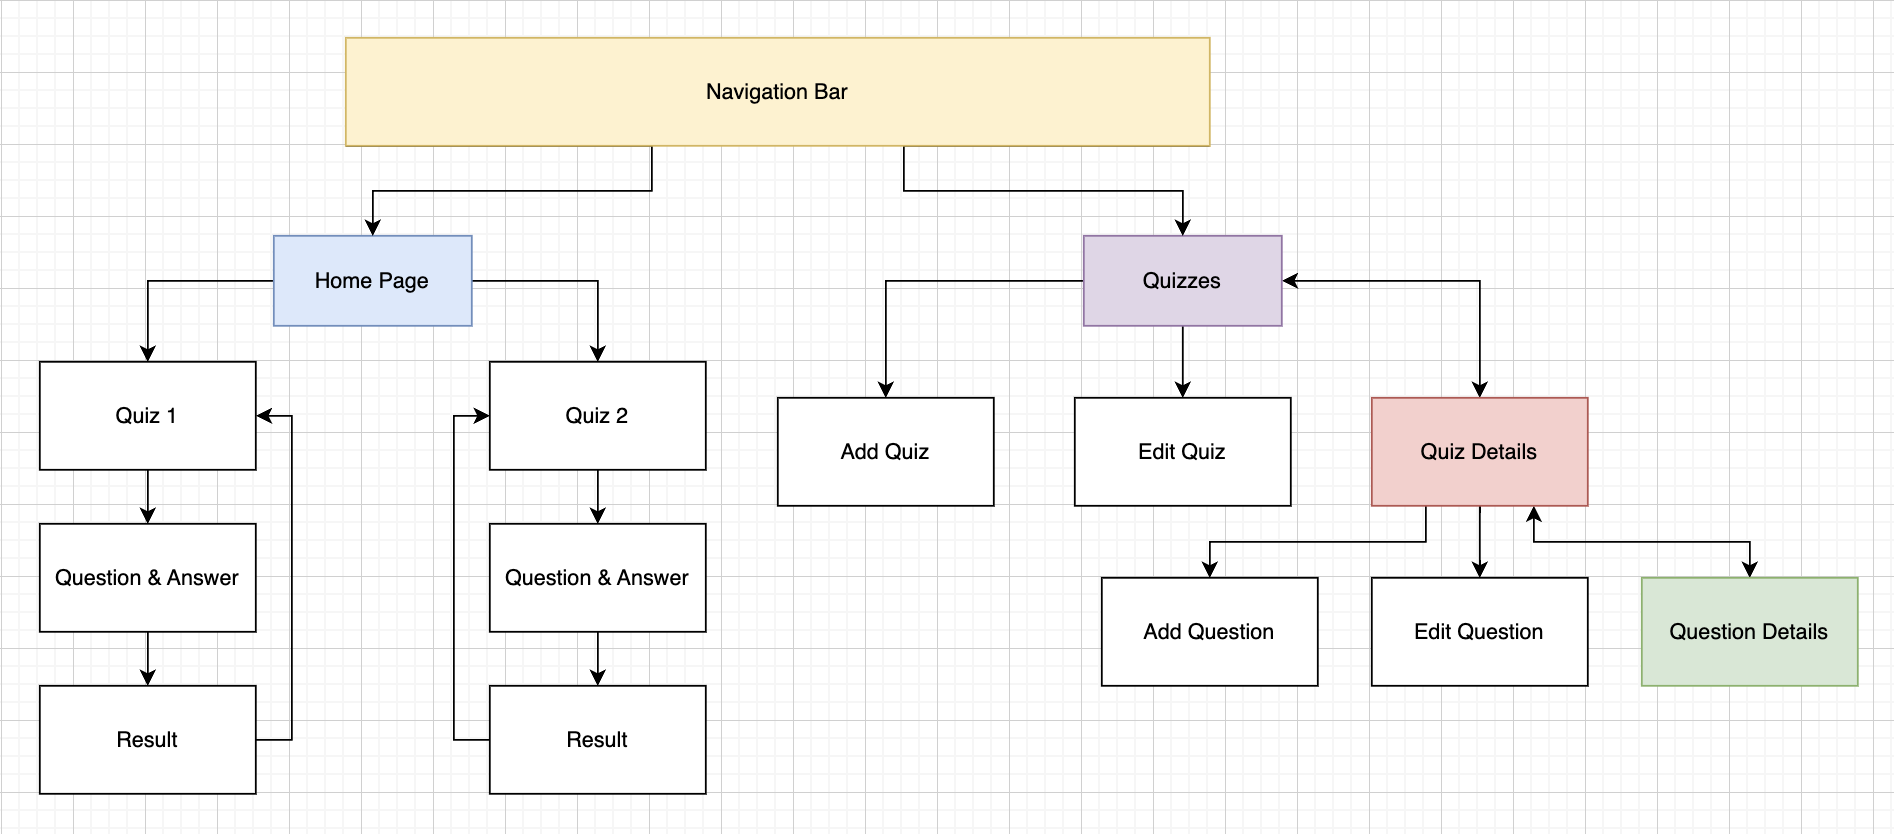 Navigation Bar
Home Page
Quizzes
Quiz 1
Quiz 2
Add Quiz
Edit Quiz
Quiz Details
Question & Answer
Question & Answer
Add Question
Edit Question
Question Details
Result
Result